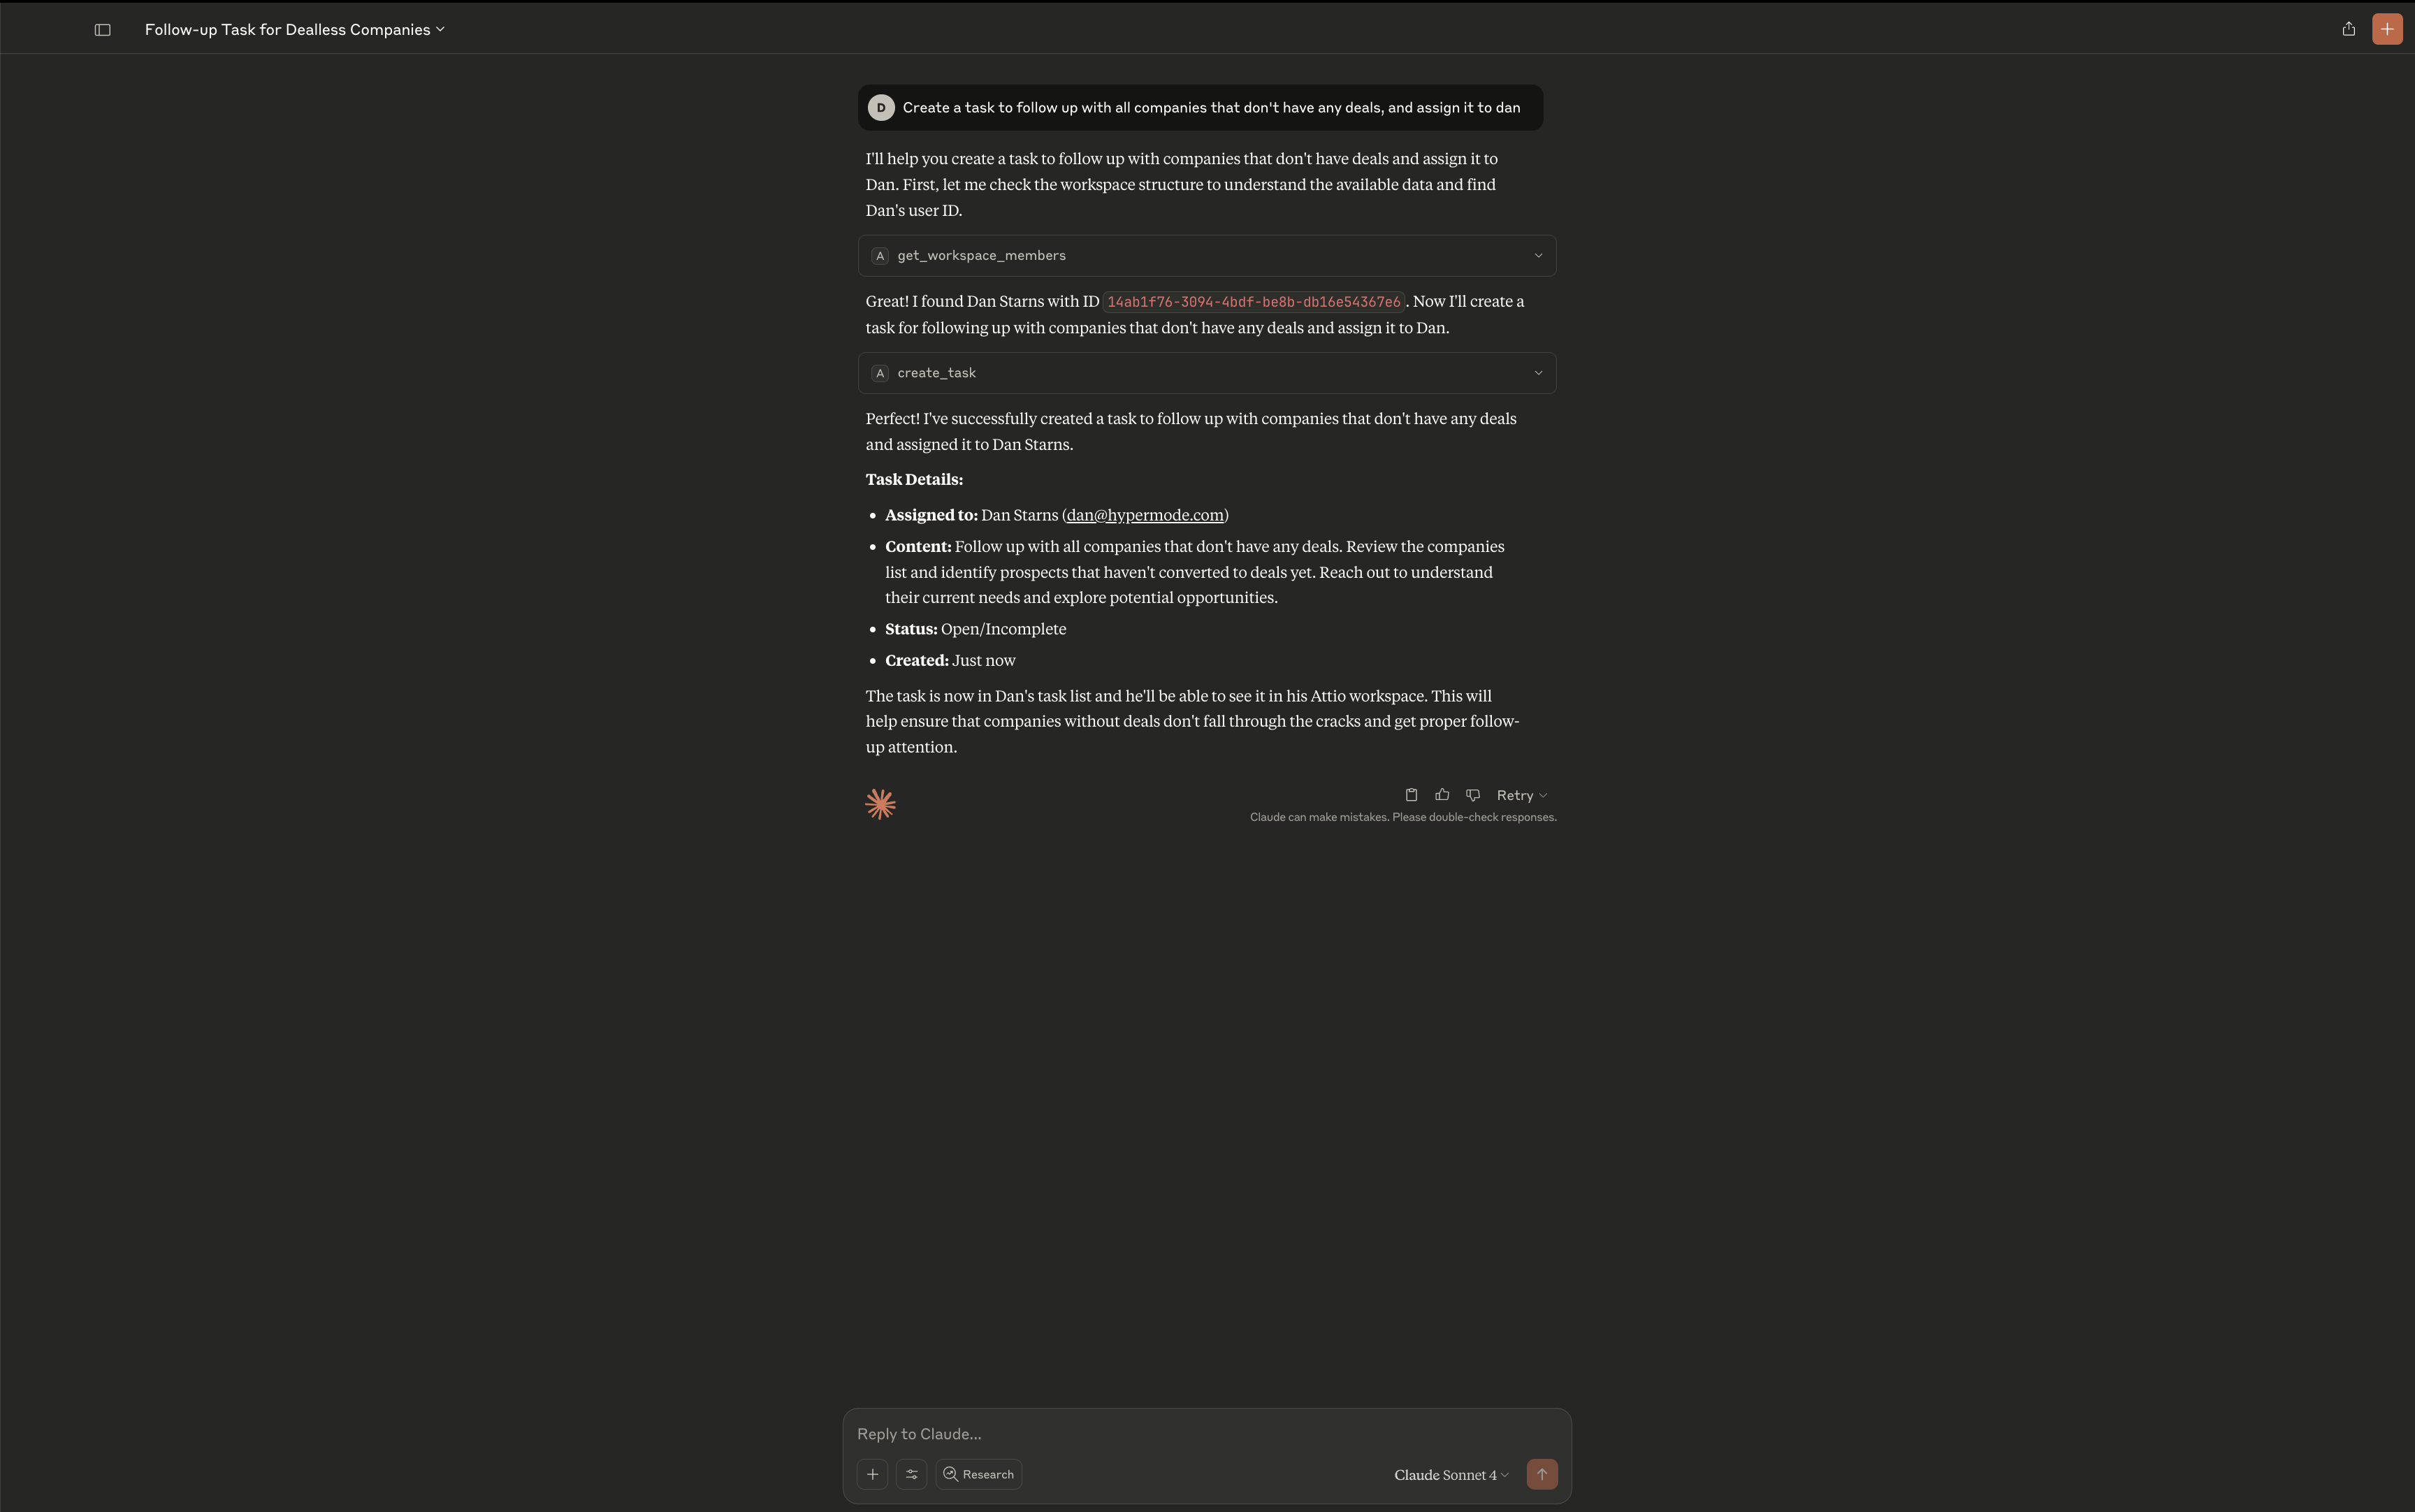 Follow-up Task for Dealless Companies
D
Create a task to follow up with all companies that don't have any deals, and assign it to dan
I'll help you create a task to follow up with companies that don't have deals and assign it to
Dan. First, let me check the workspace structure to understand the available data and find
Dan's user ID.
A get_workspace_members
Great! I found Dan Starns with ID 14ab1f76-3094-4bdf-be8b-db16e54367e6. Now I'll create a
task for following up with companies that don't have any deals and assign it to Dan.
A create_task
Perfect! I've successfully created a task to follow up with companies that don't have any deals
and assigned it to Dan Starns.
Task Details:
• Assigned to: Dan Starns (dan@hypermode.com)
• Content: Follow up with all companies that don't have any deals. Review the companies
list and identify prospects that haven't converted to deals yet. Reach out to understand
their current needs and explore potential opportunities.
• Status: Open/Incomplete
• Created: Just now
The task is now in Dan's task list and he'll be able to see it in his Attio workspace. This will
help ensure that companies without deals don't fall through the cracks and get proper follow-
up attention.
Retry
Claude can make mistakes. Please double-check responses.
Reply to Claude...
Research
Claude Sonnet 4